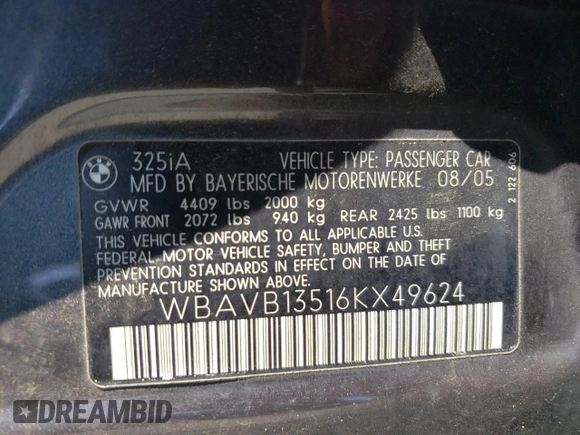 BMW
325iA VEHICLE TYPE: PASSENGER CAR
MFD BY BAYERISCHE MOTORENWERKE 08/05
GVWR 4409 lbs 2000 kg
GAWR FRONT 2072 lbs 940 kg REAR 2425 lbs 1100 kg
THIS VEHICLE CONFORMS TO ALL APPLICABLE U.S.
FEDERAL MOTOR VEHICLE SAFETY, BUMPER AND THEFT
PREVENTION STANDARDS IN EFFECT ON THE DATE OF
MANUFACTURE SHOWN ABOVE.
WBAVB13516KX49624
2 122 606
DREAMBID